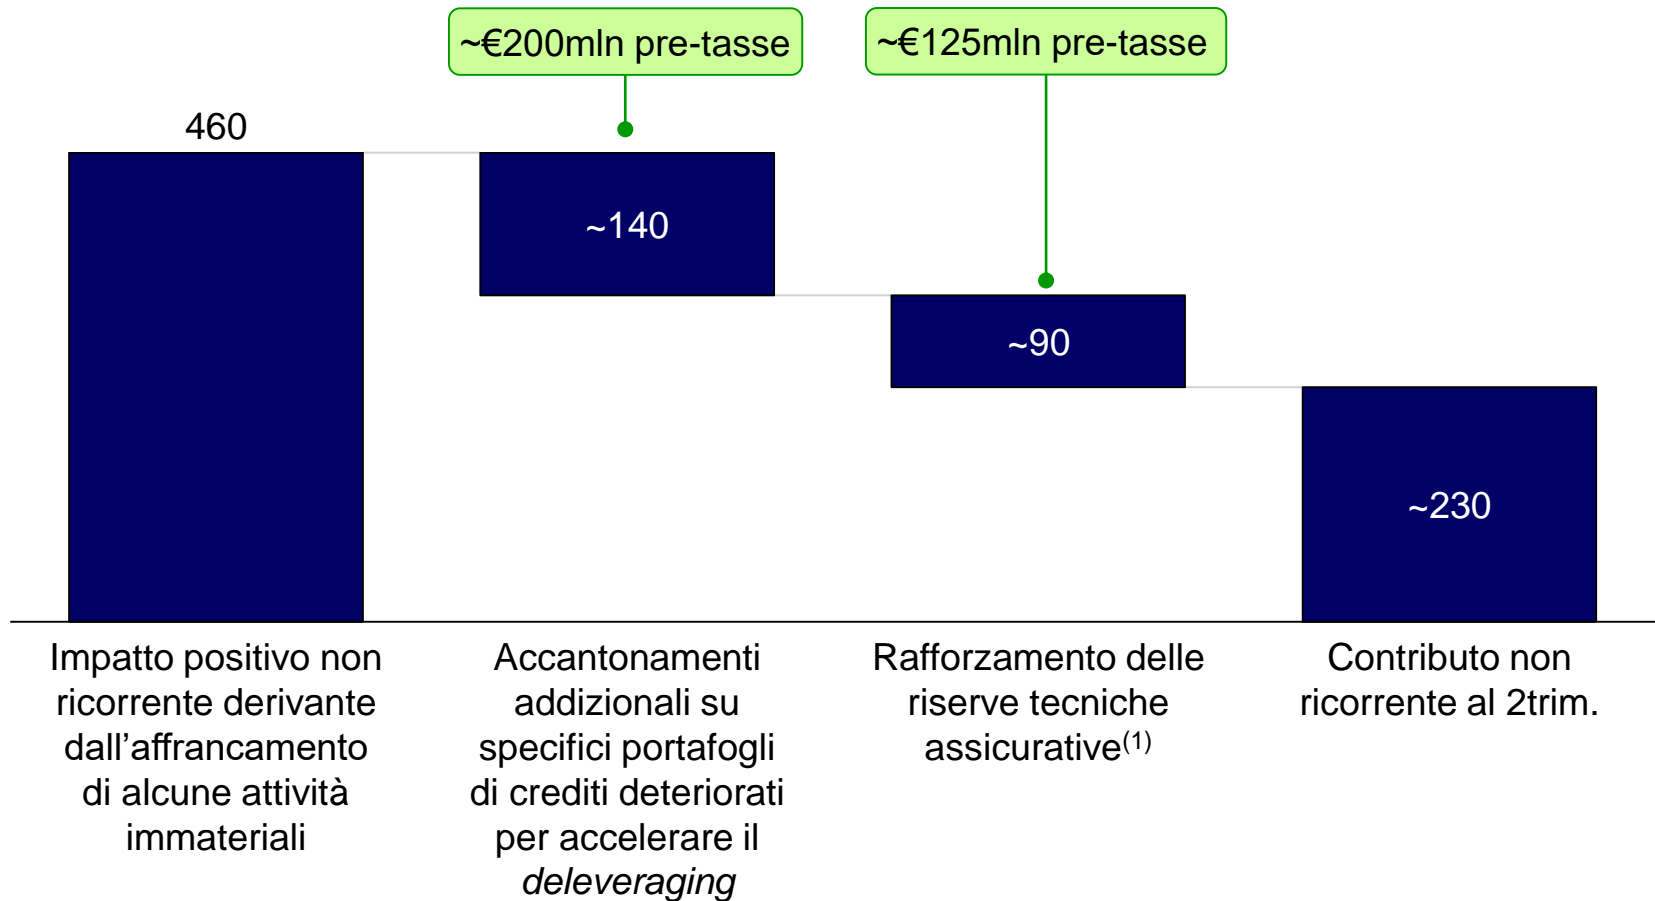 ~€200mln pre-tasse
~€125mln pre-tasse
460
~140
~90
~230
Impatto positivo non
ricorrente derivante
dall’affrancamento
di alcune attività
immateriali
Accantonamenti
addizionali su
specifici portafogli
di crediti deteriorati
per accelerare il
deleveraging
Rafforzamento delle
riserve tecniche
assicurative(1)
Contributo non
ricorrente al 2trim.